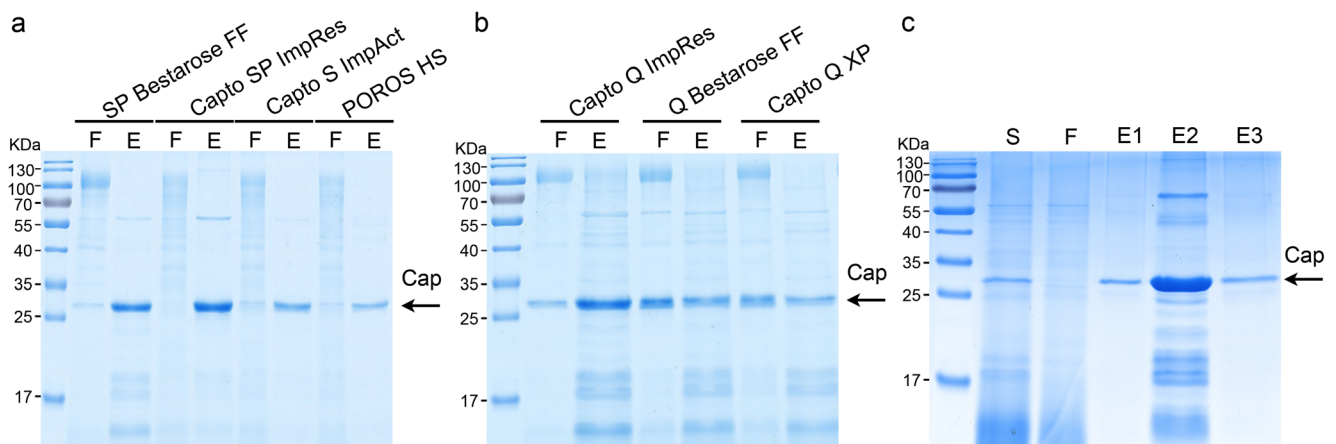 a
SP Bestarose FF
Capto SP ImpRes
Capto S ImpAct
POROS HS
KDa
F E F E F E F E
130
100
70
55
40
35
25
17
Cap
b
Capto Q ImpRes
Q Bestarose FF
Capto Q XP
KDa
F E F E F E
130
100
70
55
40
35
25
17
Cap
c
KDa
S F E1 E2 E3
130
100
70
55
40
35
25
17
Cap